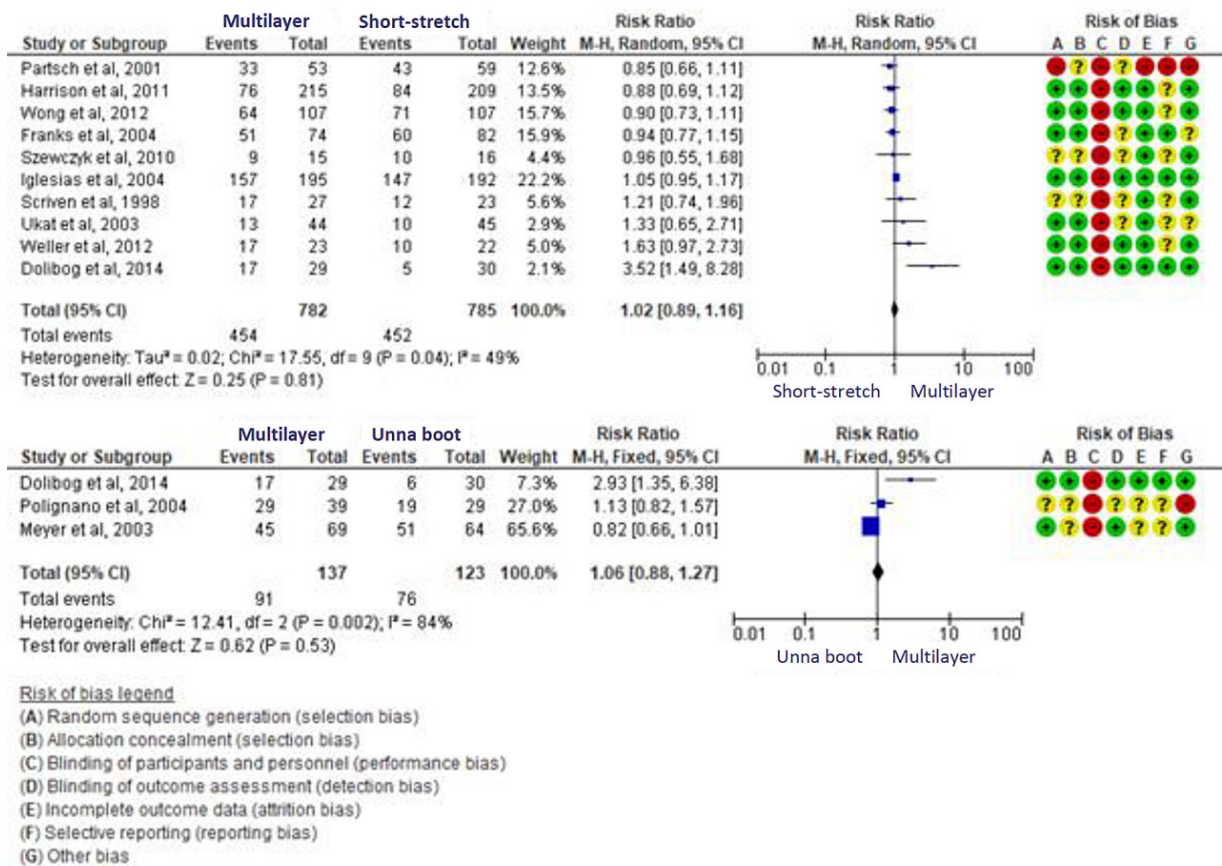 Multilayer Short-stretch Risk Ratio Risk Ratio Risk of Bias
Study or Subgroup Events Total Events Total Weight M-H, Random, 95% CI M-H, Random, 95% CI A B C D E F G
Partsch et al, 2001 33 53 43 59 12.6% 0.85 [0.66, 1.11] - ? - ? - - -
Harrison et al, 2011 76 215 84 209 13.5% 0.88 [0.69, 1.12] + + - + + ? +
Wong et al, 2012 64 107 71 107 15.7% 0.90 [0.73, 1.11] + + - + + ? +
Franks et al, 2004 51 74 60 82 15.9% 0.94 [0.77, 1.15] + + - ? + + ?
Szewczyk et al, 2010 9 15 10 16 4.4% 0.96 [0.55, 1.68] ? ? - ? + ? +
Iglesias et al, 2004 157 195 147 192 22.2% 1.05 [0.95, 1.17] + + - + + + +
Scriven et al, 1998 17 27 12 23 5.6% 1.21 [0.74, 1.96] ? ? - ? + + +
Ukat et al, 2003 13 44 10 45 2.9% 1.33 [0.65, 2.71] + + - ? + ? ?
Weller et al, 2012 17 23 10 22 5.0% 1.63 [0.97, 2.73] + + - + + ? +
Dolibog et al, 2014 17 29 5 30 2.1% 3.52 [1.49, 8.28] + + - + + + +
Total (95% CI) 782 785 100.0% 1.02 [0.89, 1.16]
Total events 454 452
Heterogeneity: Tau² = 0.02; Chi² = 17.55, df = 9 (P = 0.04); I² = 49%
Test for overall effect: Z = 0.25 (P = 0.81)
0.01 0.1 1 10 100
Short-stretch Multilayer
Multilayer Unna boot Risk Ratio Risk Ratio Risk of Bias
Study or Subgroup Events Total Events Total Weight M-H, Fixed, 95% CI M-H, Fixed, 95% CI A B C D E F G
Dolibog et al, 2014 17 29 6 30 7.3% 2.93 [1.35, 6.38] + + - + + + +
Polignano et al, 2004 29 39 19 29 27.0% 1.13 [0.82, 1.57] ? ? - ? ? ? -
Meyer et al, 2003 45 69 51 64 65.6% 0.82 [0.66, 1.01] + ? - + ? ? +
Total (95% CI) 137 123 100.0% 1.06 [0.88, 1.27]
Total events 91 76
Heterogeneity: Chi² = 12.41, df = 2 (P = 0.002); I² = 84%
Test for overall effect: Z = 0.62 (P = 0.53)
0.01 0.1 1 10 100
Unna boot Multilayer
Risk of bias legend
(A) Random sequence generation (selection bias)
(B) Allocation concealment (selection bias)
(C) Blinding of participants and personnel (performance bias)
(D) Blinding of outcome assessment (detection bias)
(E) Incomplete outcome data (attrition bias)
(F) Selective reporting (reporting bias)
(G) Other bias